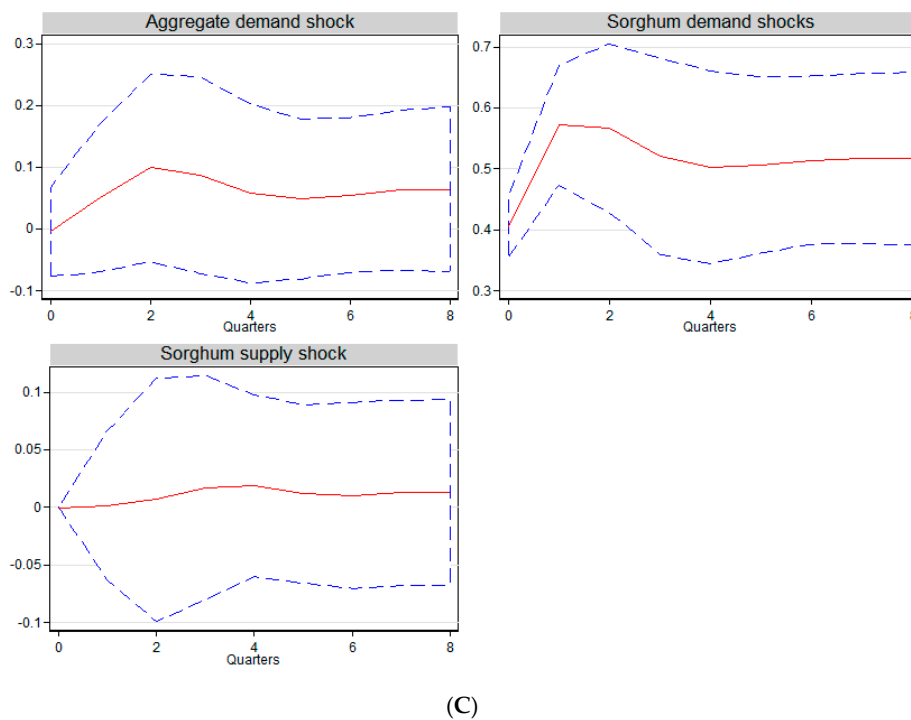 Aggregate demand shock
0.3
0.2
0.1
0
-0.1
0 2 4 6 8
Quarters
Sorghum demand shocks
0.7
0.6
0.5
0.4
0.3
0 2 4 6 8
Quarters
Sorghum supply shock
0.1
0.05
0
-0.05
-0.1
0 2 4 6 8
Quarters
(C)